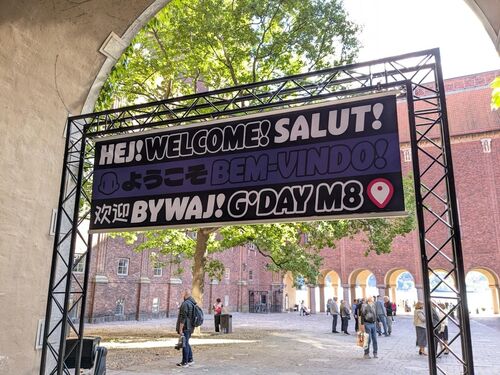 HEJ! WELCOME! SALUT!
ようこそ BEM-VINDO!
欢迎 BYWAJ! G'DAY M8